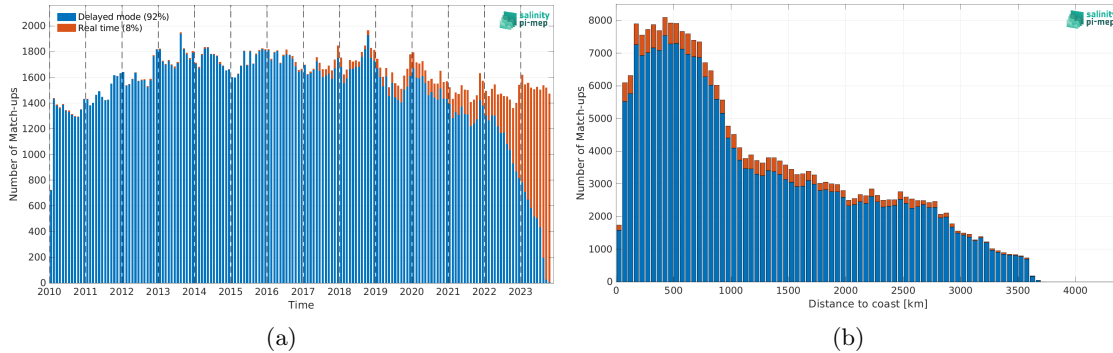 Delayed mode (92%)
Real time (8%)
salinity
pi-mep
Number of Match-ups
2000
1800
1600
1400
1200
1000
800
600
400
200
0
2010 2011 2012 2013 2014 2015 2016 2017 2018 2019 2020 2021 2022 2023
Time
(a)
salinity
pi-mep
Number of Match-ups
8000
7000
6000
5000
4000
3000
2000
1000
0
0 500 1000 1500 2000 2500 3000 3500 4000
Distance to coast [km]
(b)